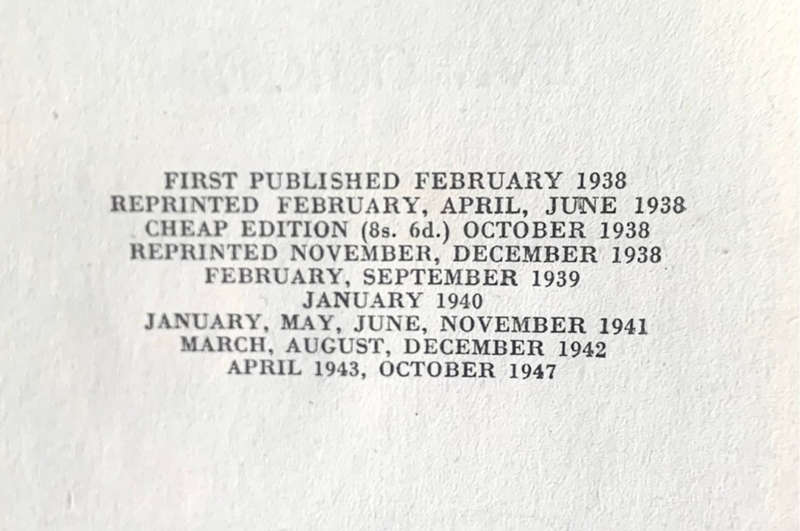 FIRST PUBLISHED FEBRUARY 1938
REPRINTED FEBRUARY, APRIL, JUNE 1938
CHEAP EDITION (8s. 6d.) OCTOBER 1938
REPRINTED NOVEMBER, DECEMBER 1938
FEBRUARY, SEPTEMBER 1939
JANUARY 1940
JANUARY, MAY, JUNE, NOVEMBER 1941
MARCH, AUGUST, DECEMBER 1942
APRIL 1943, OCTOBER 1947